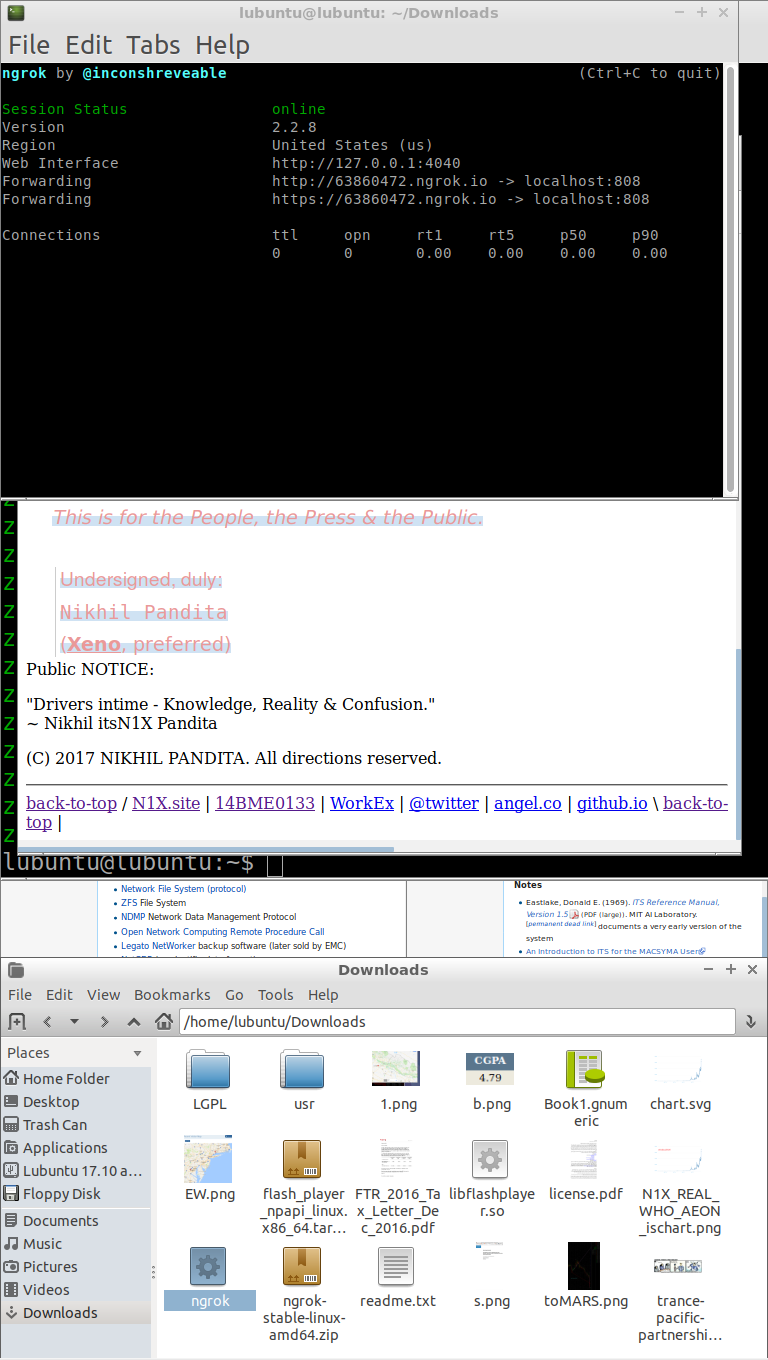 lubuntu@lubuntu: ~/Downloads
File Edit Tabs Help
ngrok by @inconshreveable (Ctrl+C to quit)
Session Status online
Version 2.2.8
Region United States (us)
Web Interface http://127.0.0.1:4040
Forwarding http://63860472.ngrok.io -> localhost:808
Forwarding https://63860472.ngrok.io -> localhost:808
Connections ttl opn rt1 rt5 p50 p90
0 0 0.00 0.00 0.00 0.00
Z
Z
Z
Z
Z
Z
Z
Z
Z
Z
Z
Z
This is for the People, the Press & the Public.
Undersigned, duly:
Nikhil Pandita
(Xeno, preferred)
Public NOTICE:
"Drivers intime - Knowledge, Reality & Confusion."
~ Nikhil itsN1X Pandita
(C) 2017 NIKHIL PANDITA. All directions reserved.
back-to-top / N1X.site | 14BME0133 | WorkEx | @twitter | angel.co | github.io \ back-to-
top |
lubuntu@lubuntu:~$
Network File System (protocol)
ZFS File System
NDMP Network Data Management Protocol
Open Network Computing Remote Procedure Call
Legato NetWorker backup software (later sold by EMC)
Notes
Eastlake, Donald E. (1969). ITS Reference Manual,
Version 1.5 (PDF (large)). MIT AI Laboratory.
[permanent dead link] documents a very early version of the
system
An Introduction to ITS for the MACSYMA User
Downloads
File Edit View Bookmarks Go Tools Help
/home/lubuntu/Downloads
Places
Home Folder
Desktop
Trash Can
Applications
Lubuntu 17.10 a...
Floppy Disk
Documents
Music
Pictures
Videos
Downloads
LGPL
usr
1.png
CGPA
4.79
b.png
Book1.gnum
eric
chart.svg
EW.png
flash_player
_npapi_linux.
x86_64.tar...
FTR_2016_Ta
x_Letter_De
c_2016.pdf
libflashplaye
r.so
license.pdf
N1X_REAL_
WHO_AEON
_ischart.png
ngrok
ngrok-
stable-linux-
amd64.zip
readme.txt
s.png
toMARS.png
trance-
pacific-
partnershi...